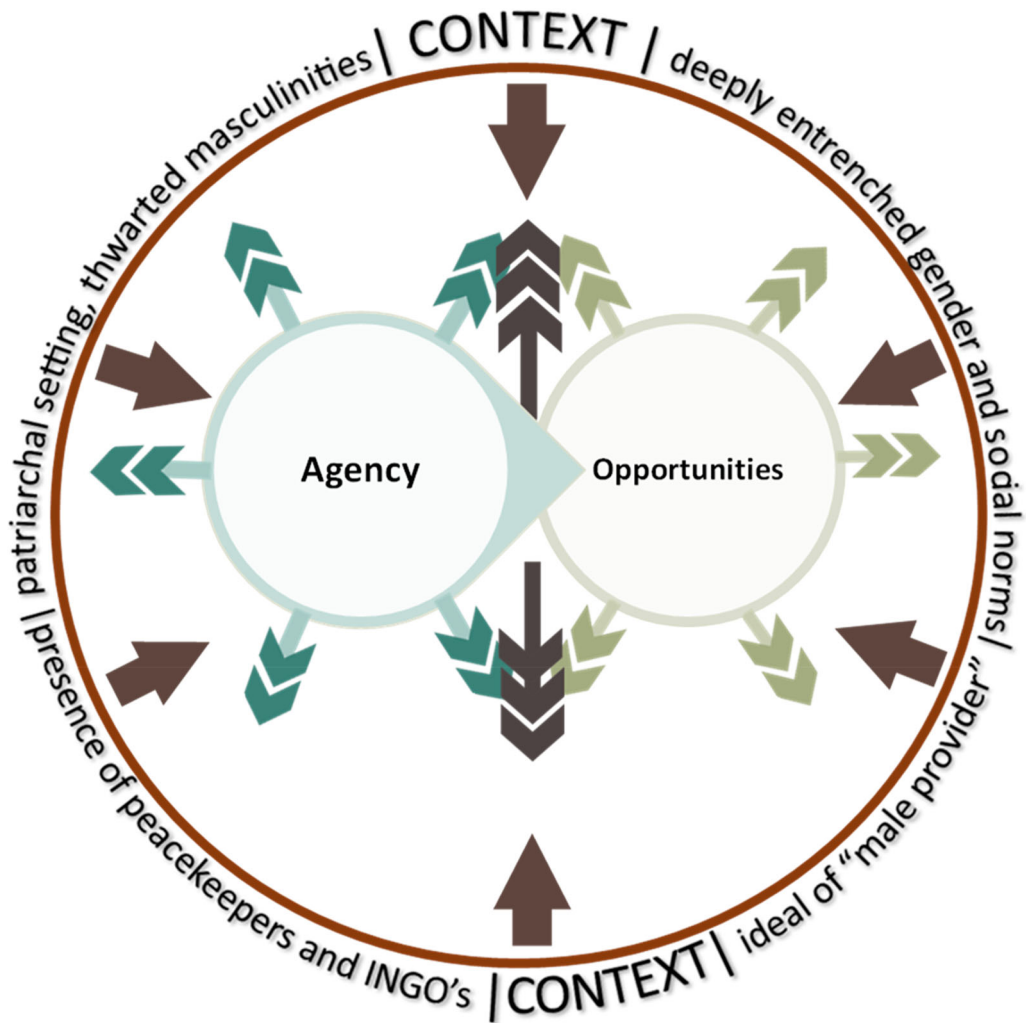 | CONTEXT |
deeply entrenched gender and social norms |
ideal of “male provider”
|CONTEXT|
presence of peacekeepers and INGO’s
| patriarchal setting, thwarted masculinities
Agency
Opportunities